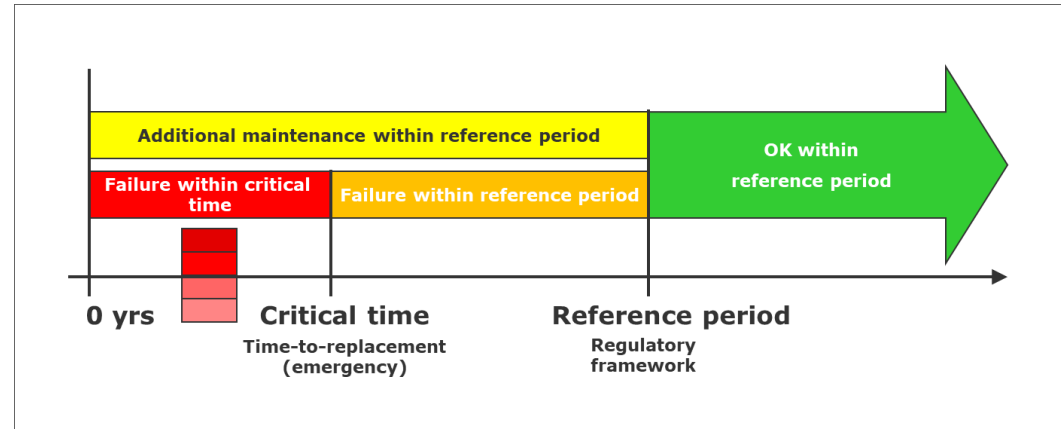 Additional maintenance within reference period
OK within
reference period
Failure within critical
time
Failure within reference period
0 yrs
Critical time
Reference period
Time-to-replacement
(emergency)
Regulatory
framework